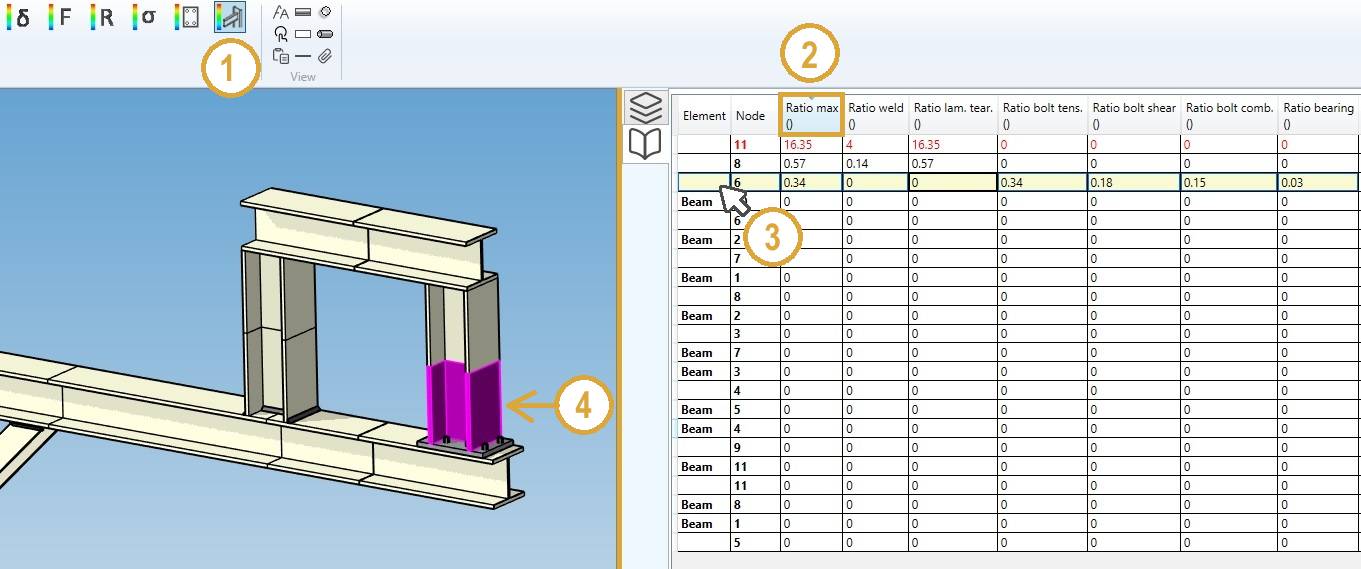 δ F R σ
A
View
1
2
Element Node Ratio max Ratio weld Ratio lam. tear. Ratio bolt tens. Ratio bolt shear Ratio bolt comb. Ratio bearing
() () () () () () ()
11 16.35 4 16.35 0 0 0 0
8 0.57 0.14 0.57 0 0 0 0
6 0.34 0 0 0.34 0.18 0.15 0.03
Beam 0 0 0 0 0 0 0
6 0 0 0 0 0 0
3
Beam 2 0 0 0 0 0 0
7 0 0 0 0 0 0
Beam 1 0 0 0 0 0 0 0
8 0 0 0 0 0 0 0
Beam 2 0 0 0 0 0 0 0
3 0 0 0 0 0 0 0
Beam 7 0 0 0 0 0 0 0
Beam 3 0 0 0 0 0 0 0
4 0 0 0 0 0 0 0
4
Beam 5 0 0 0 0 0 0 0
Beam 4 0 0 0 0 0 0 0
9 0 0 0 0 0 0 0
Beam 11 0 0 0 0 0 0 0
11 0 0 0 0 0 0 0
Beam 8 0 0 0 0 0 0 0
Beam 1 0 0 0 0 0 0 0
5 0 0 0 0 0 0 0